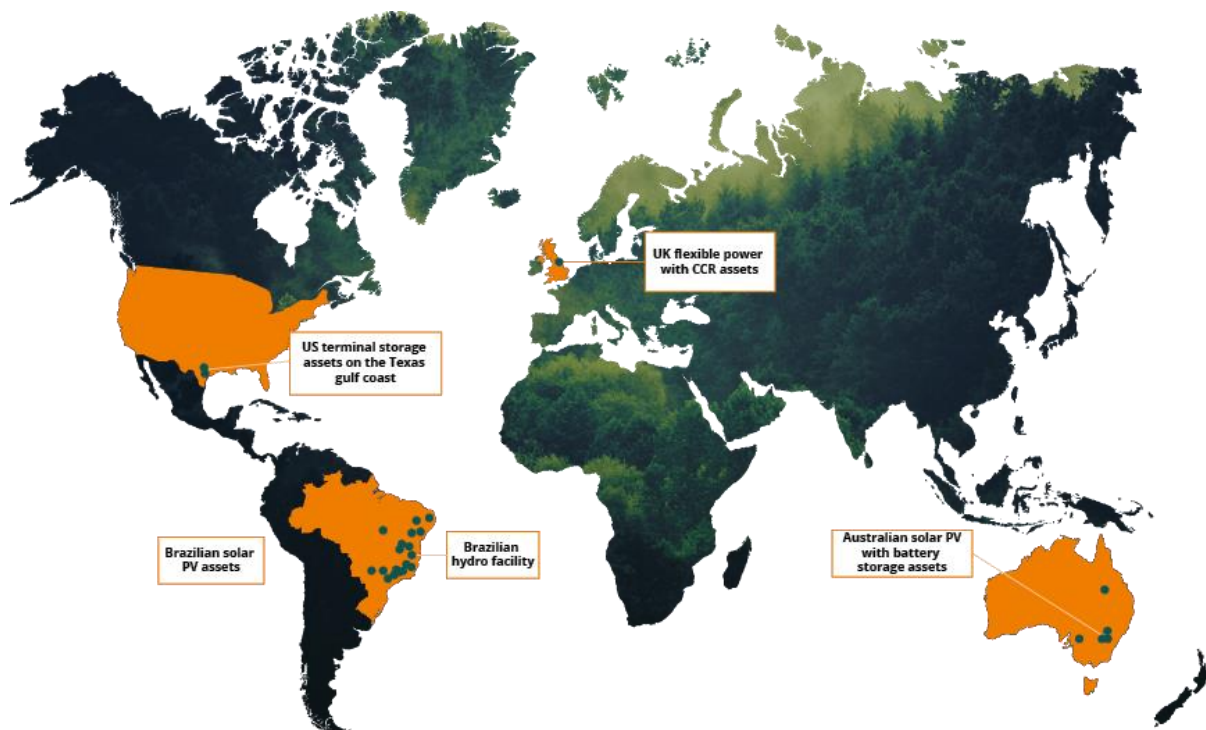 UK flexible power
with CCR assets
US terminal storage
assets on the Texas
gulf coast
Brazilian solar
PV assets
Brazilian
hydro facility
Australian solar PV
with battery
storage assets